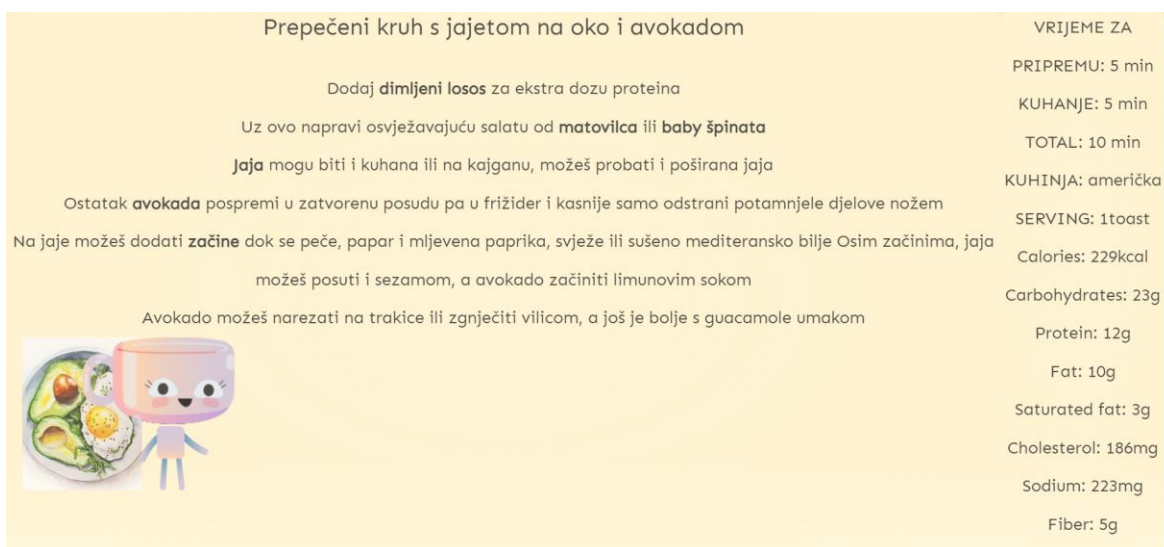 Prepečeni kruh s jajetom na oko i avokadom
Dodaj dimljeni losos za ekstra dozu proteina
Uz ovo napravi osvježavajuću salatu od matovilca ili baby špinata
Jaja mogu biti i kuhana ili na kajganu, možeš probati i poširana jaja
Ostatak avokada pospremi u zatvorenu posudu pa u frižider i kasnije samo odstrani potamnjele djelove nožem
Na jaje možeš dodati začine dok se peče, papar i mljevena paprika, svježe ili sušeno mediteransko bilje Osim začinima, jaja
možeš posuti i sezamom, a avokado začiniti limunovim sokom
Avokado možeš narezati na trakice ili zgnječiti vilicom, a još je bolje s guacamole umakom
VRIJEME ZA
PRIPREMU: 5 min
KUHANJE: 5 min
TOTAL: 10 min
KUHINJA: američka
SERVING: 1toast
Calories: 229kcal
Carbohydrates: 23g
Protein: 12g
Fat: 10g
Saturated fat: 3g
Cholesterol: 186mg
Sodium: 223mg
Fiber: 5g